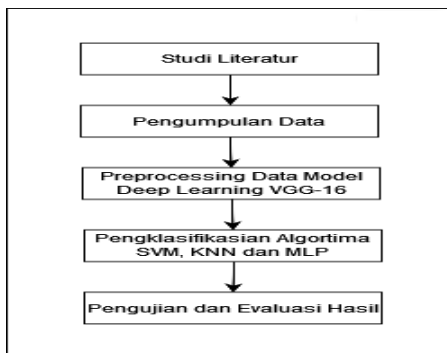 Studi Literatur
Pengumpulan Data
Preprocessing Data Model
Deep Learning VGG-16
Pengklasifikasian Algortima
SVM, KNN dan MLP
Pengujian dan Evaluasi Hasil